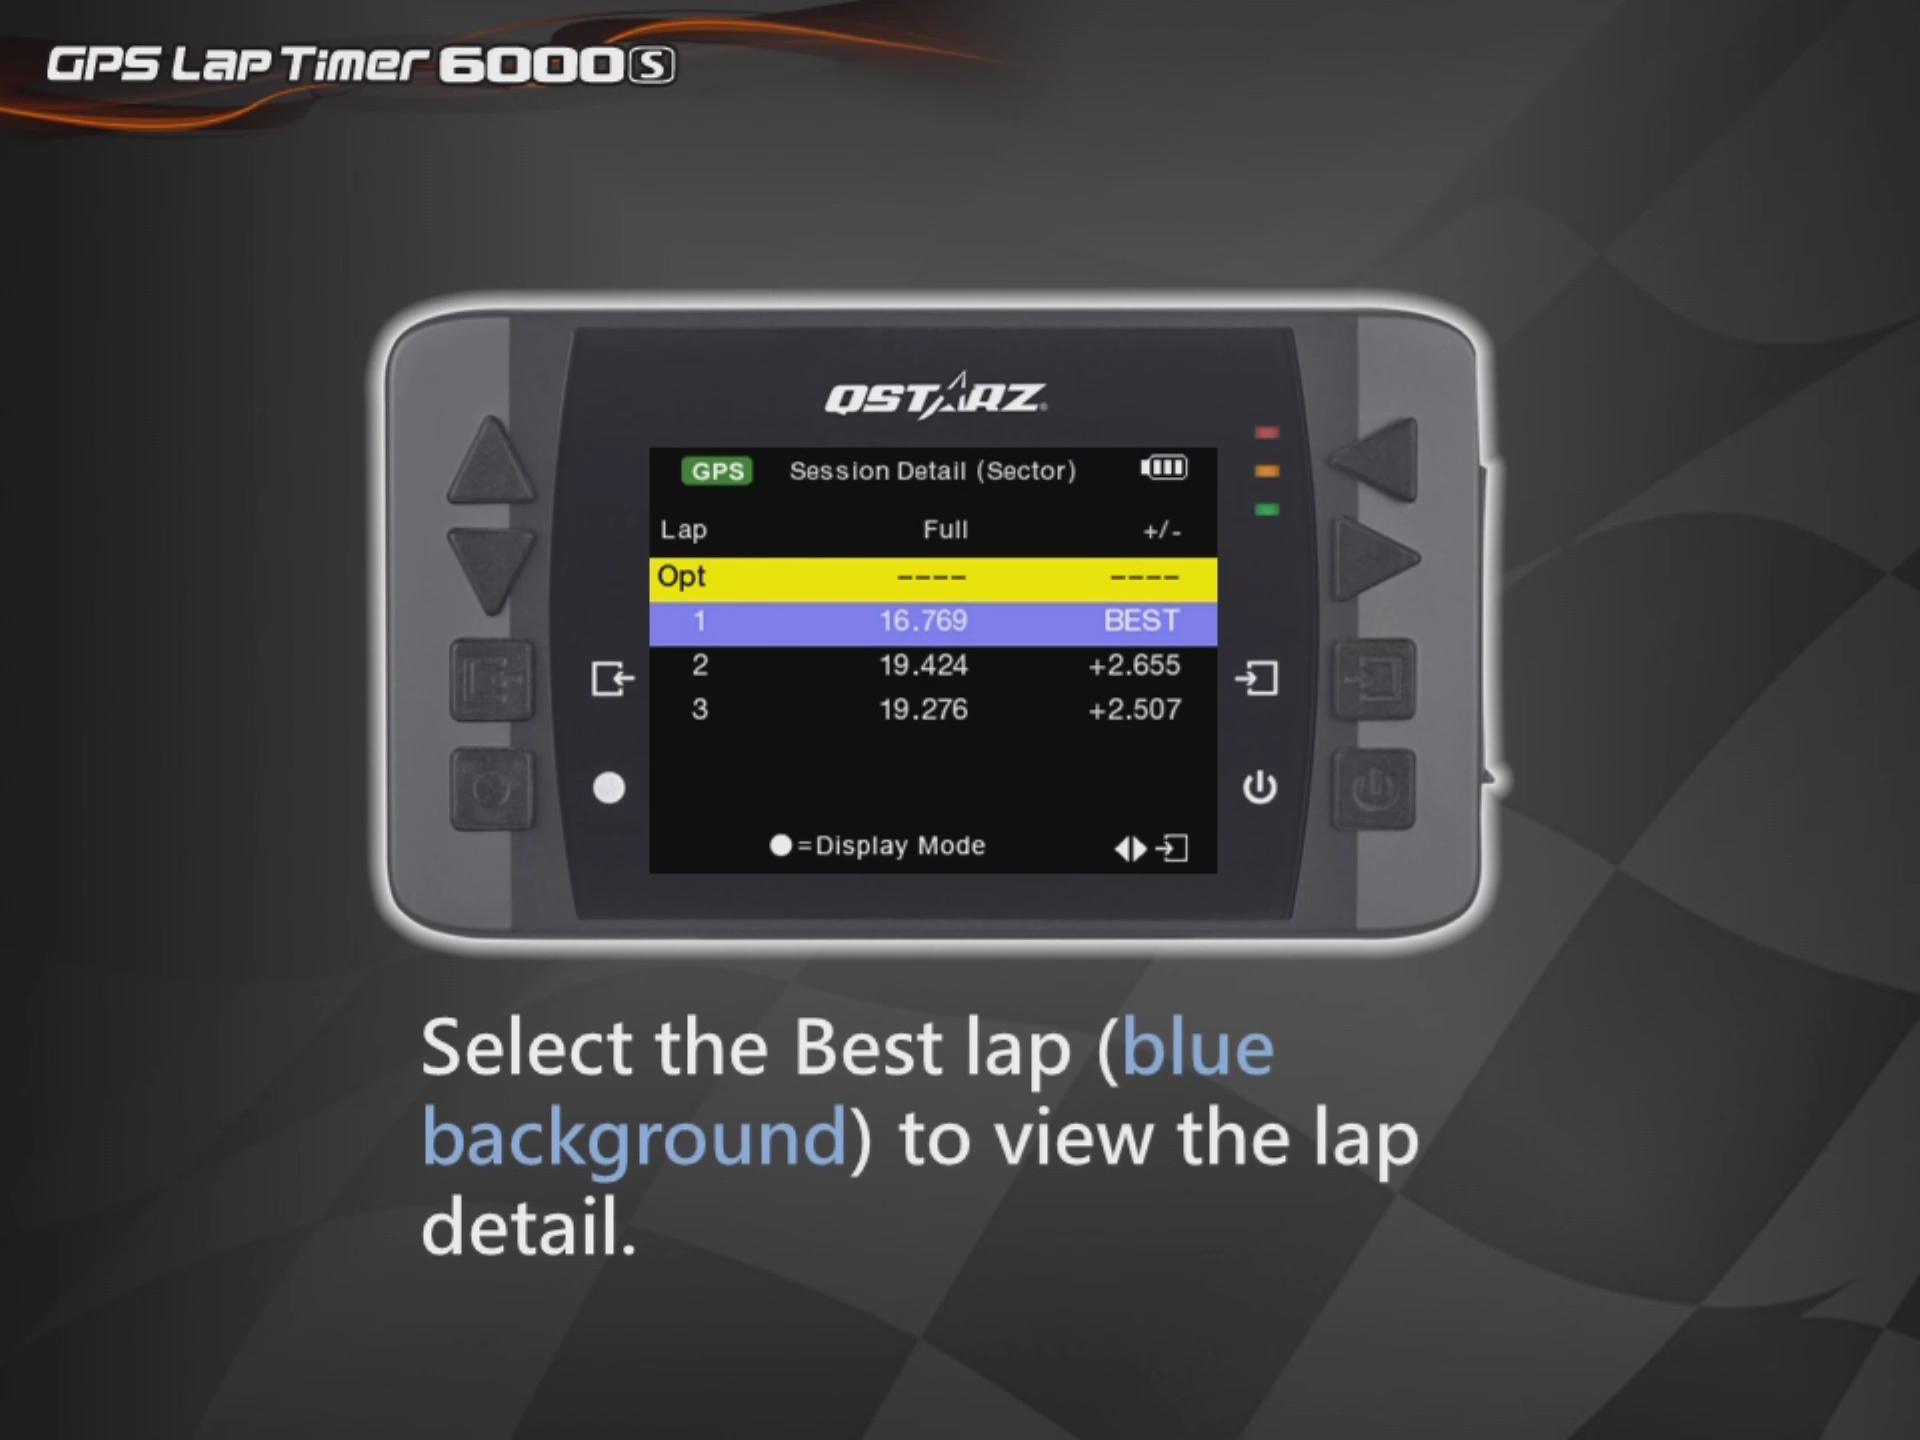 GPS Lap Timer 6000S
QSTARZ®
GPS Session Detail (Sector)
Lap Full +/-
Opt ---- ----
1 16.769 BEST
2 19.424 +2.655
3 19.276 +2.507
=Display Mode
Select the Best lap (blue
background) to view the lap
detail.